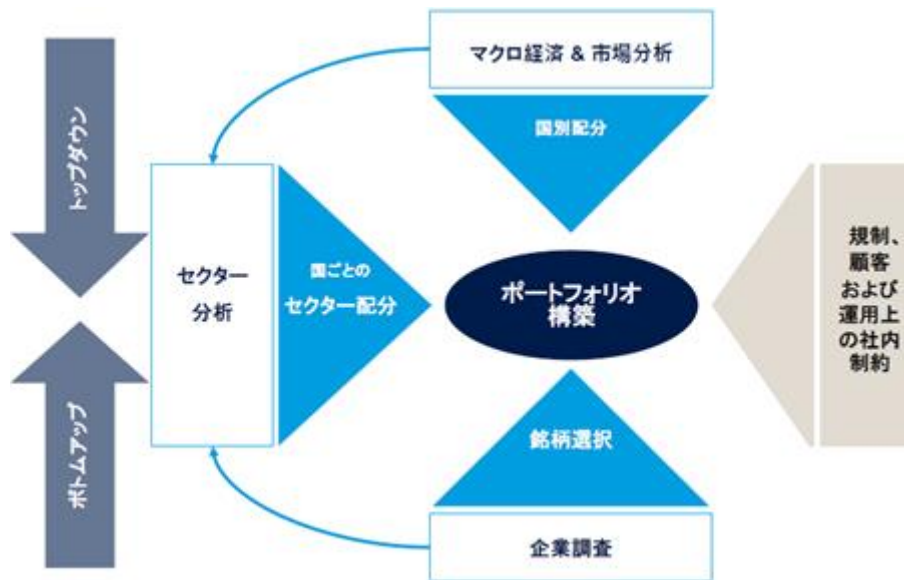 マクロ経済 & 市場分析
国別配分
トップダウン
セクター
分析
国ごとの
セクター配分
ポートフォリオ
構築
規制、
顧客
および
運用上
の社内
制約
ボトムアップ
銘柄選択
企業調査